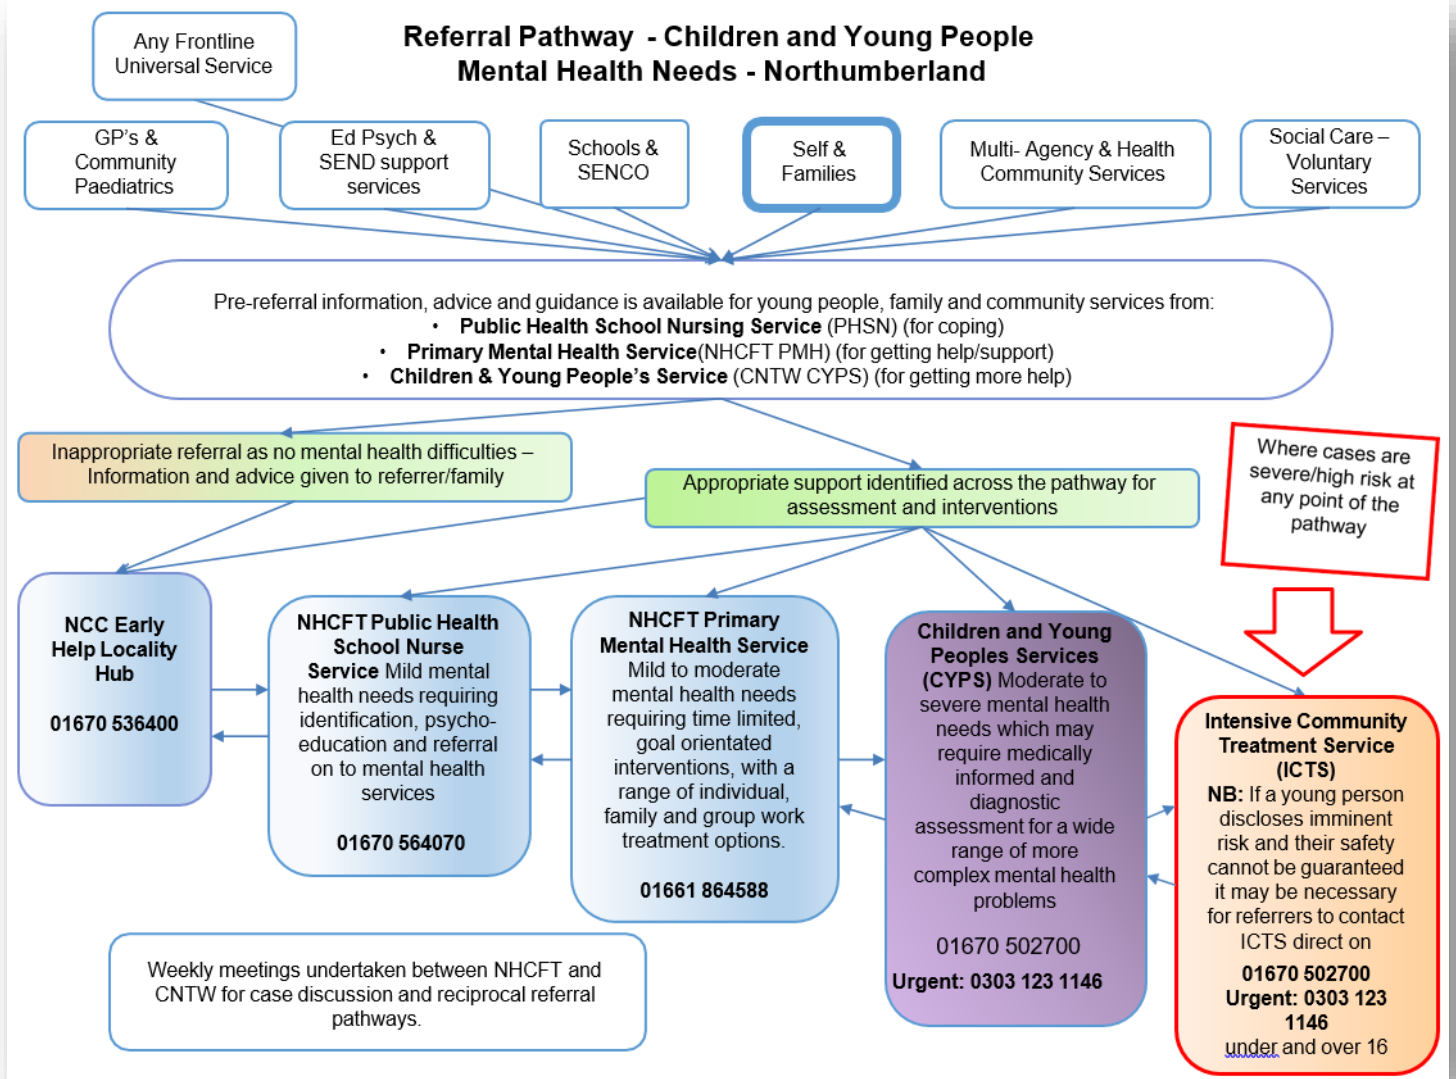 Referral Pathway - Children and Young People
Mental Health Needs - Northumberland
Any Frontline
Universal Service
GP's &
Community
Paediatrics
Ed Psych &
SEND support
services
Schools &
SENCO
Self &
Families
Multi- Agency & Health
Community Services
Social Care –
Voluntary
Services
Pre-referral information, advice and guidance is available for young people, family and community services from:
• Public Health School Nursing Service (PHSN) (for coping)
• Primary Mental Health Service(NHCFT PMH) (for getting help/support)
• Children & Young People's Service (CNTW CYPS) (for getting more help)
Inappropriate referral as no mental health difficulties –
Information and advice given to referrer/family
Appropriate support identified across the pathway for
assessment and interventions
Where cases are
severe/high risk at
any point of the
pathway
NCC Early
Help Locality
Hub
01670 536400
NHCFT Public Health
School Nurse
Service Mild mental
health needs requiring
identification, psycho-
education and referral
on to mental health
services
01670 564070
NHCFT Primary
Mental Health Service
Mild to moderate
mental health needs
requiring time limited,
goal orientated
interventions, with a
range of individual,
family and group work
treatment options.
01661 864588
Children and Young
Peoples Services
(CYPS) Moderate to
severe mental health
needs which may
require medically
informed and
diagnostic
assessment for a wide
range of more
complex mental health
problems
01670 502700
Urgent: 0303 123 1146
Intensive Community
Treatment Service
(ICTS)
NB: If a young person
discloses imminent
risk and their safety
cannot be guaranteed
it may be necessary
for referrers to contact
ICTS direct on
01670 502700
Urgent: 0303 123
1146
under and over 16
Weekly meetings undertaken between NHCFT and
CNTW for case discussion and reciprocal referral
pathways.